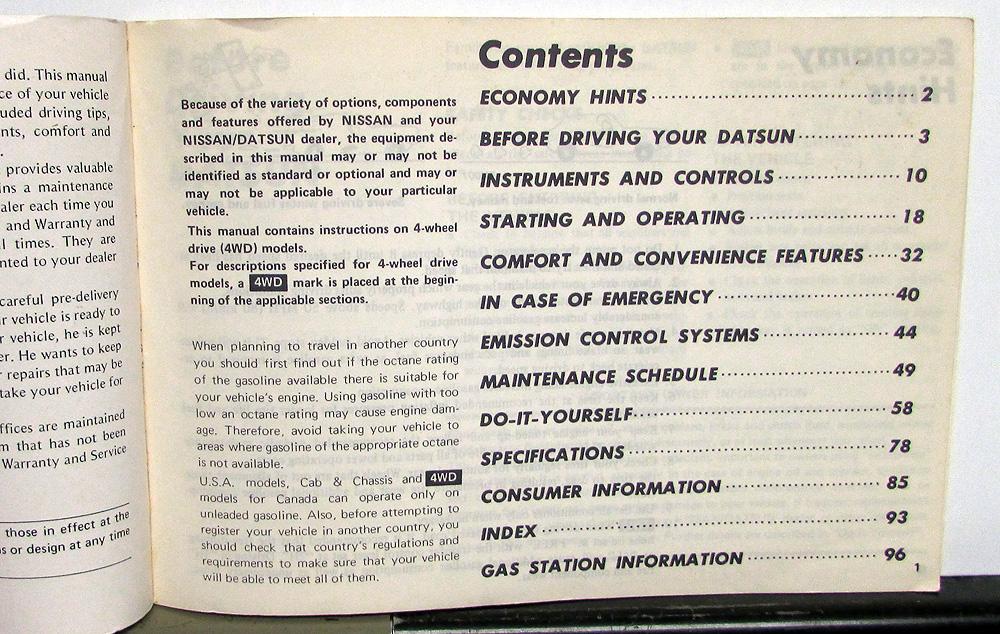 did. This manual
ce of your vehicle
uded driving tips,
nts, comfort and
.
provides valuable
ins a maintenance
aler each time you
and Warranty and
l times. They are
nted to your dealer
careful pre-delivery
r vehicle is ready to
r vehicle, he is kept
er. He wants to keep
repairs that may be
take your vehicle for
ffices are maintained
m that has not been
Warranty and Service
those in effect at the
s or design at any time
Because of the variety of options, components
and features offered by NISSAN and your
NISSAN/DATSUN dealer, the equipment de-
scribed in this manual may or may not be
identified as standard or optional and may or
may not be applicable to your particular
vehicle.
This manual contains instructions on 4-wheel
drive (4WD) models.
For descriptions specified for 4-wheel drive
models, a 4WD mark is placed at the begin-
ning of the applicable sections.
When planning to travel in another country
you should first find out if the octane rating
of the gasoline available there is suitable for
your vehicle's engine. Using gasoline with too
low an octane rating may cause engine dam-
age. Therefore, avoid taking your vehicle to
areas where gasoline of the appropriate octane
is not available.
U.S.A. models, Cab & Chassis and 4WD
models for Canada can operate only on
unleaded gasoline. Also, before attempting to
register your vehicle in another country, you
should check that country's regulations and
requirements to make sure that your vehicle
will be able to meet all of them.
Contents
ECONOMY HINTS 2
BEFORE DRIVING YOUR DATSUN 3
INSTRUMENTS AND CONTROLS 10
STARTING AND OPERATING 18
COMFORT AND CONVENIENCE FEATURES 32
IN CASE OF EMERGENCY 40
EMISSION CONTROL SYSTEMS 44
MAINTENANCE SCHEDULE 49
DO-IT-YOURSELF 58
SPECIFICATIONS 78
CONSUMER INFORMATION 85
INDEX 93
GAS STATION INFORMATION 96
1